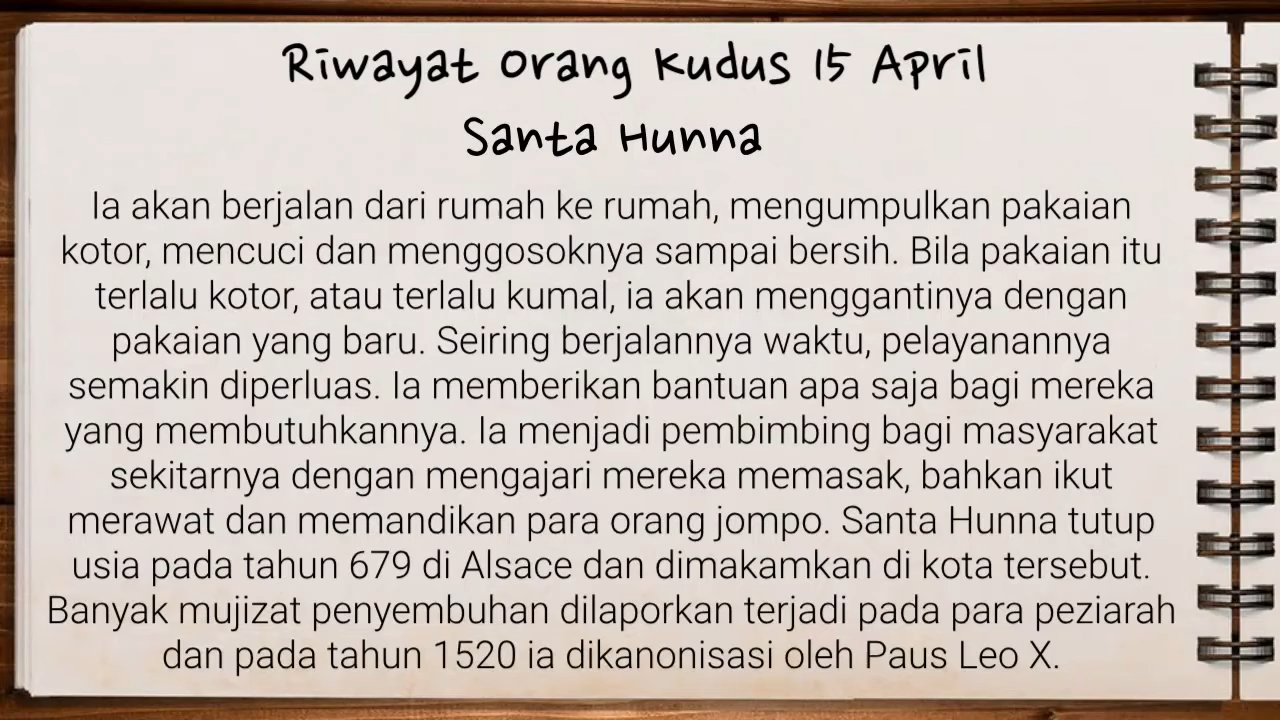 Riwayat Orang Kudus 15 April
Santa Hunna
Ia akan berjalan dari rumah ke rumah, mengumpulkan pakaian
kotor, mencuci dan menggosoknya sampai bersih. Bila pakaian itu
terlalu kotor, atau terlalu kumal, ia akan menggantinya dengan
pakaian yang baru. Seiring berjalannya waktu, pelayanannya
semakin diperluas. Ia memberikan bantuan apa saja bagi mereka
yang membutuhkannya. Ia menjadi pembimbing bagi masyarakat
sekitarnya dengan mengajari mereka memasak, bahkan ikut
merawat dan memandikan para orang jompo. Santa Hunna tutup
usia pada tahun 679 di Alsace dan dimakamkan di kota tersebut.
Banyak mujizat penyembuhan dilaporkan terjadi pada para peziarah
dan pada tahun 1520 ia dikanonisasi oleh Paus Leo X.